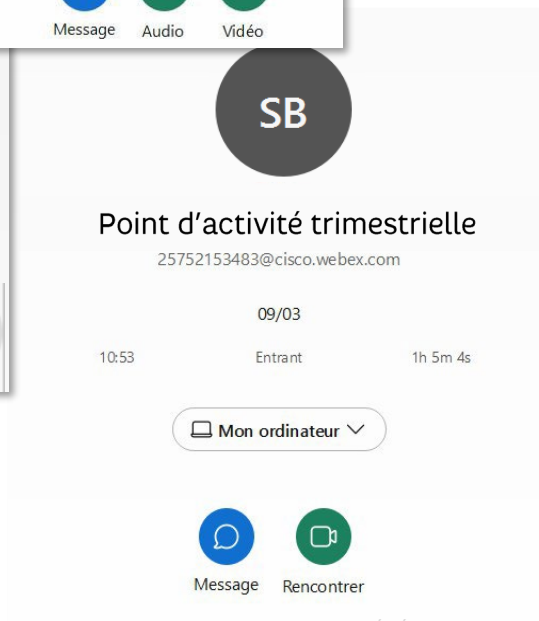 Message Audio Vidéo
SB
Point d'activité trimestrielle
25752153483@cisco.webex.com
09/03
10:53 Entrant 1h 5m 4s
Mon ordinateur
Message Rencontrer